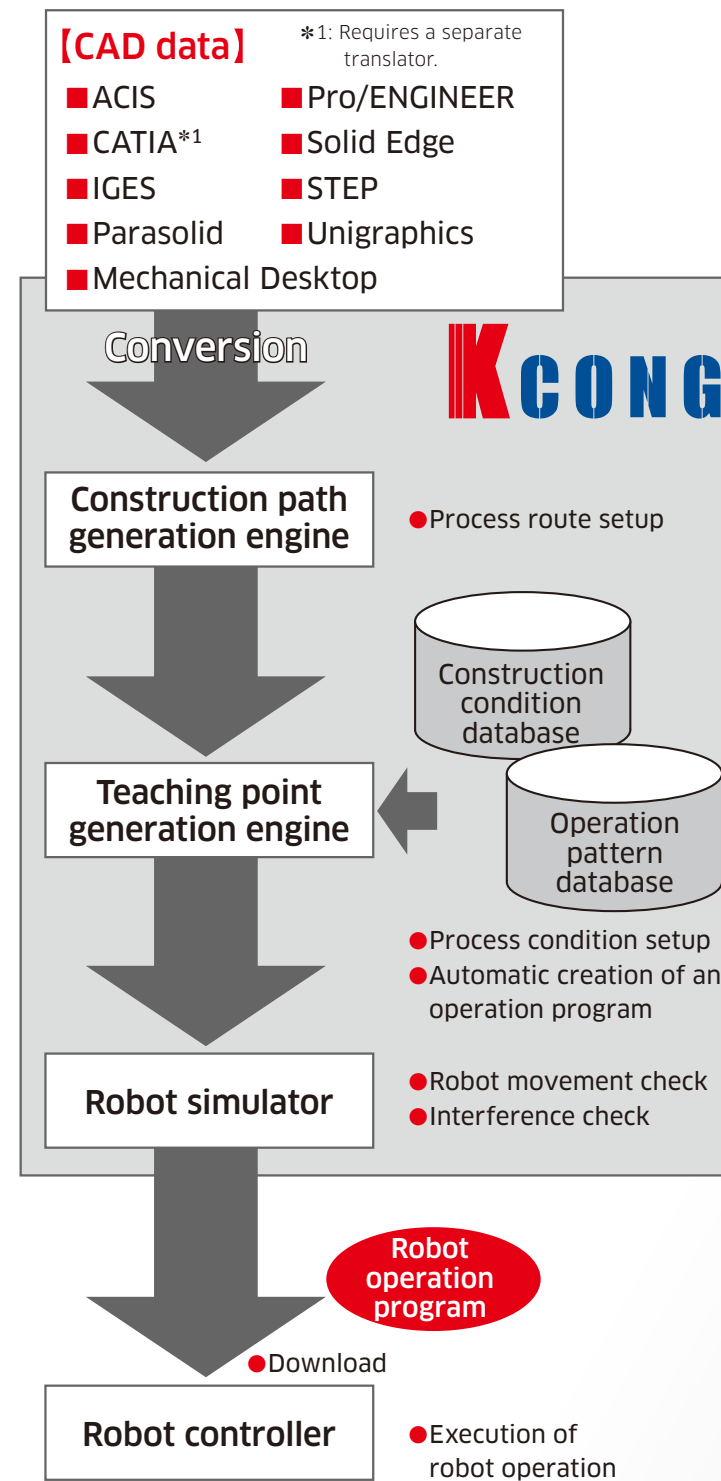 【CAD data】
*1: Requires a separate
translator.
■ACIS
■Pro/ENGINEER
■CATIA*1
■Solid Edge
■IGES
■STEP
■Parasolid
■Unigraphics
■Mechanical Desktop
Conversion
KCONG
Construction path
generation engine
●Process route setup
Construction
condition
database
Teaching point
generation engine
Operation
pattern
database
●Process condition setup
●Automatic creation of an
operation program
Robot simulator
●Robot movement check
●Interference check
Robot
operation
program
●Download
Robot controller
●Execution of
robot operation